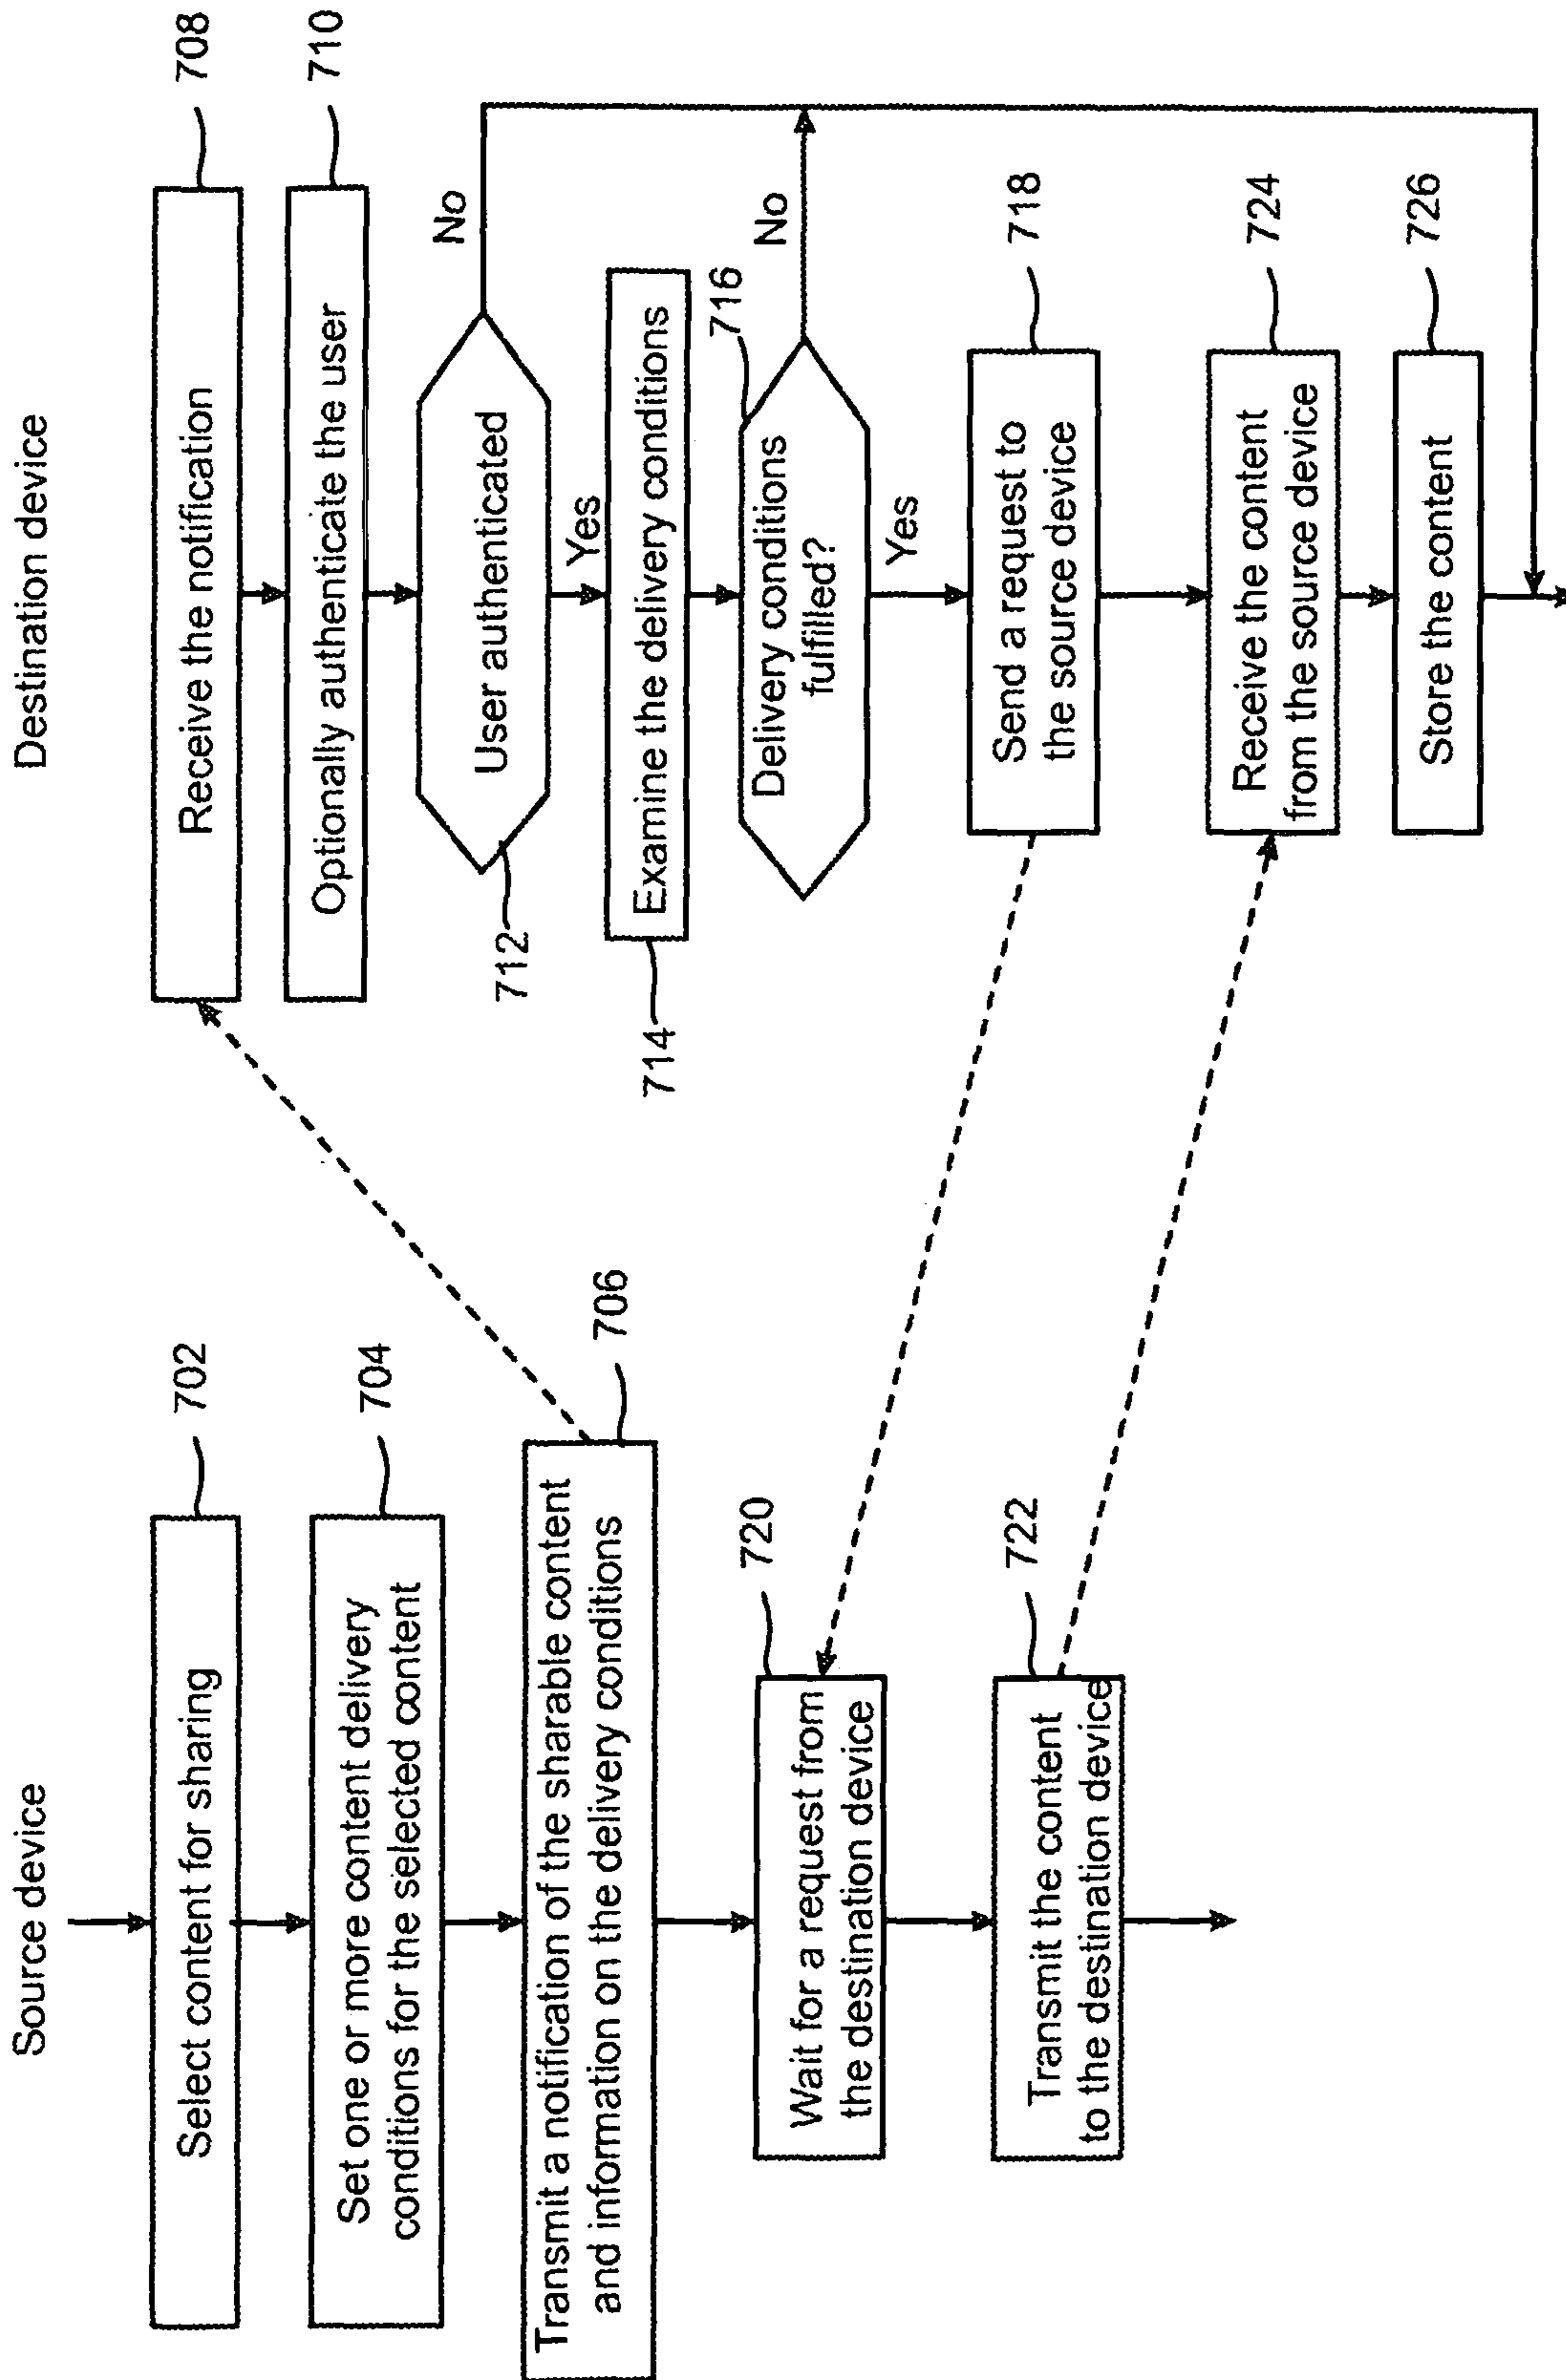 Source device
Select content for sharing
702
Set one or more content delivery
conditions for the selected content
704
Transmit a notification of the sharable content
and information on the delivery conditions
706
Wait for a request from
the destination device
720
Transmit the content
to the destination device
722
Destination device
Receive the notification
708
Optionally authenticate the user
710
User authenticated
712
No
Yes
Examine the delivery conditions
714
Delivery conditions
fulfilled?
716
No
Yes
Send a request to
the source device
718
Receive the content
from the source device
724
Store the content
726